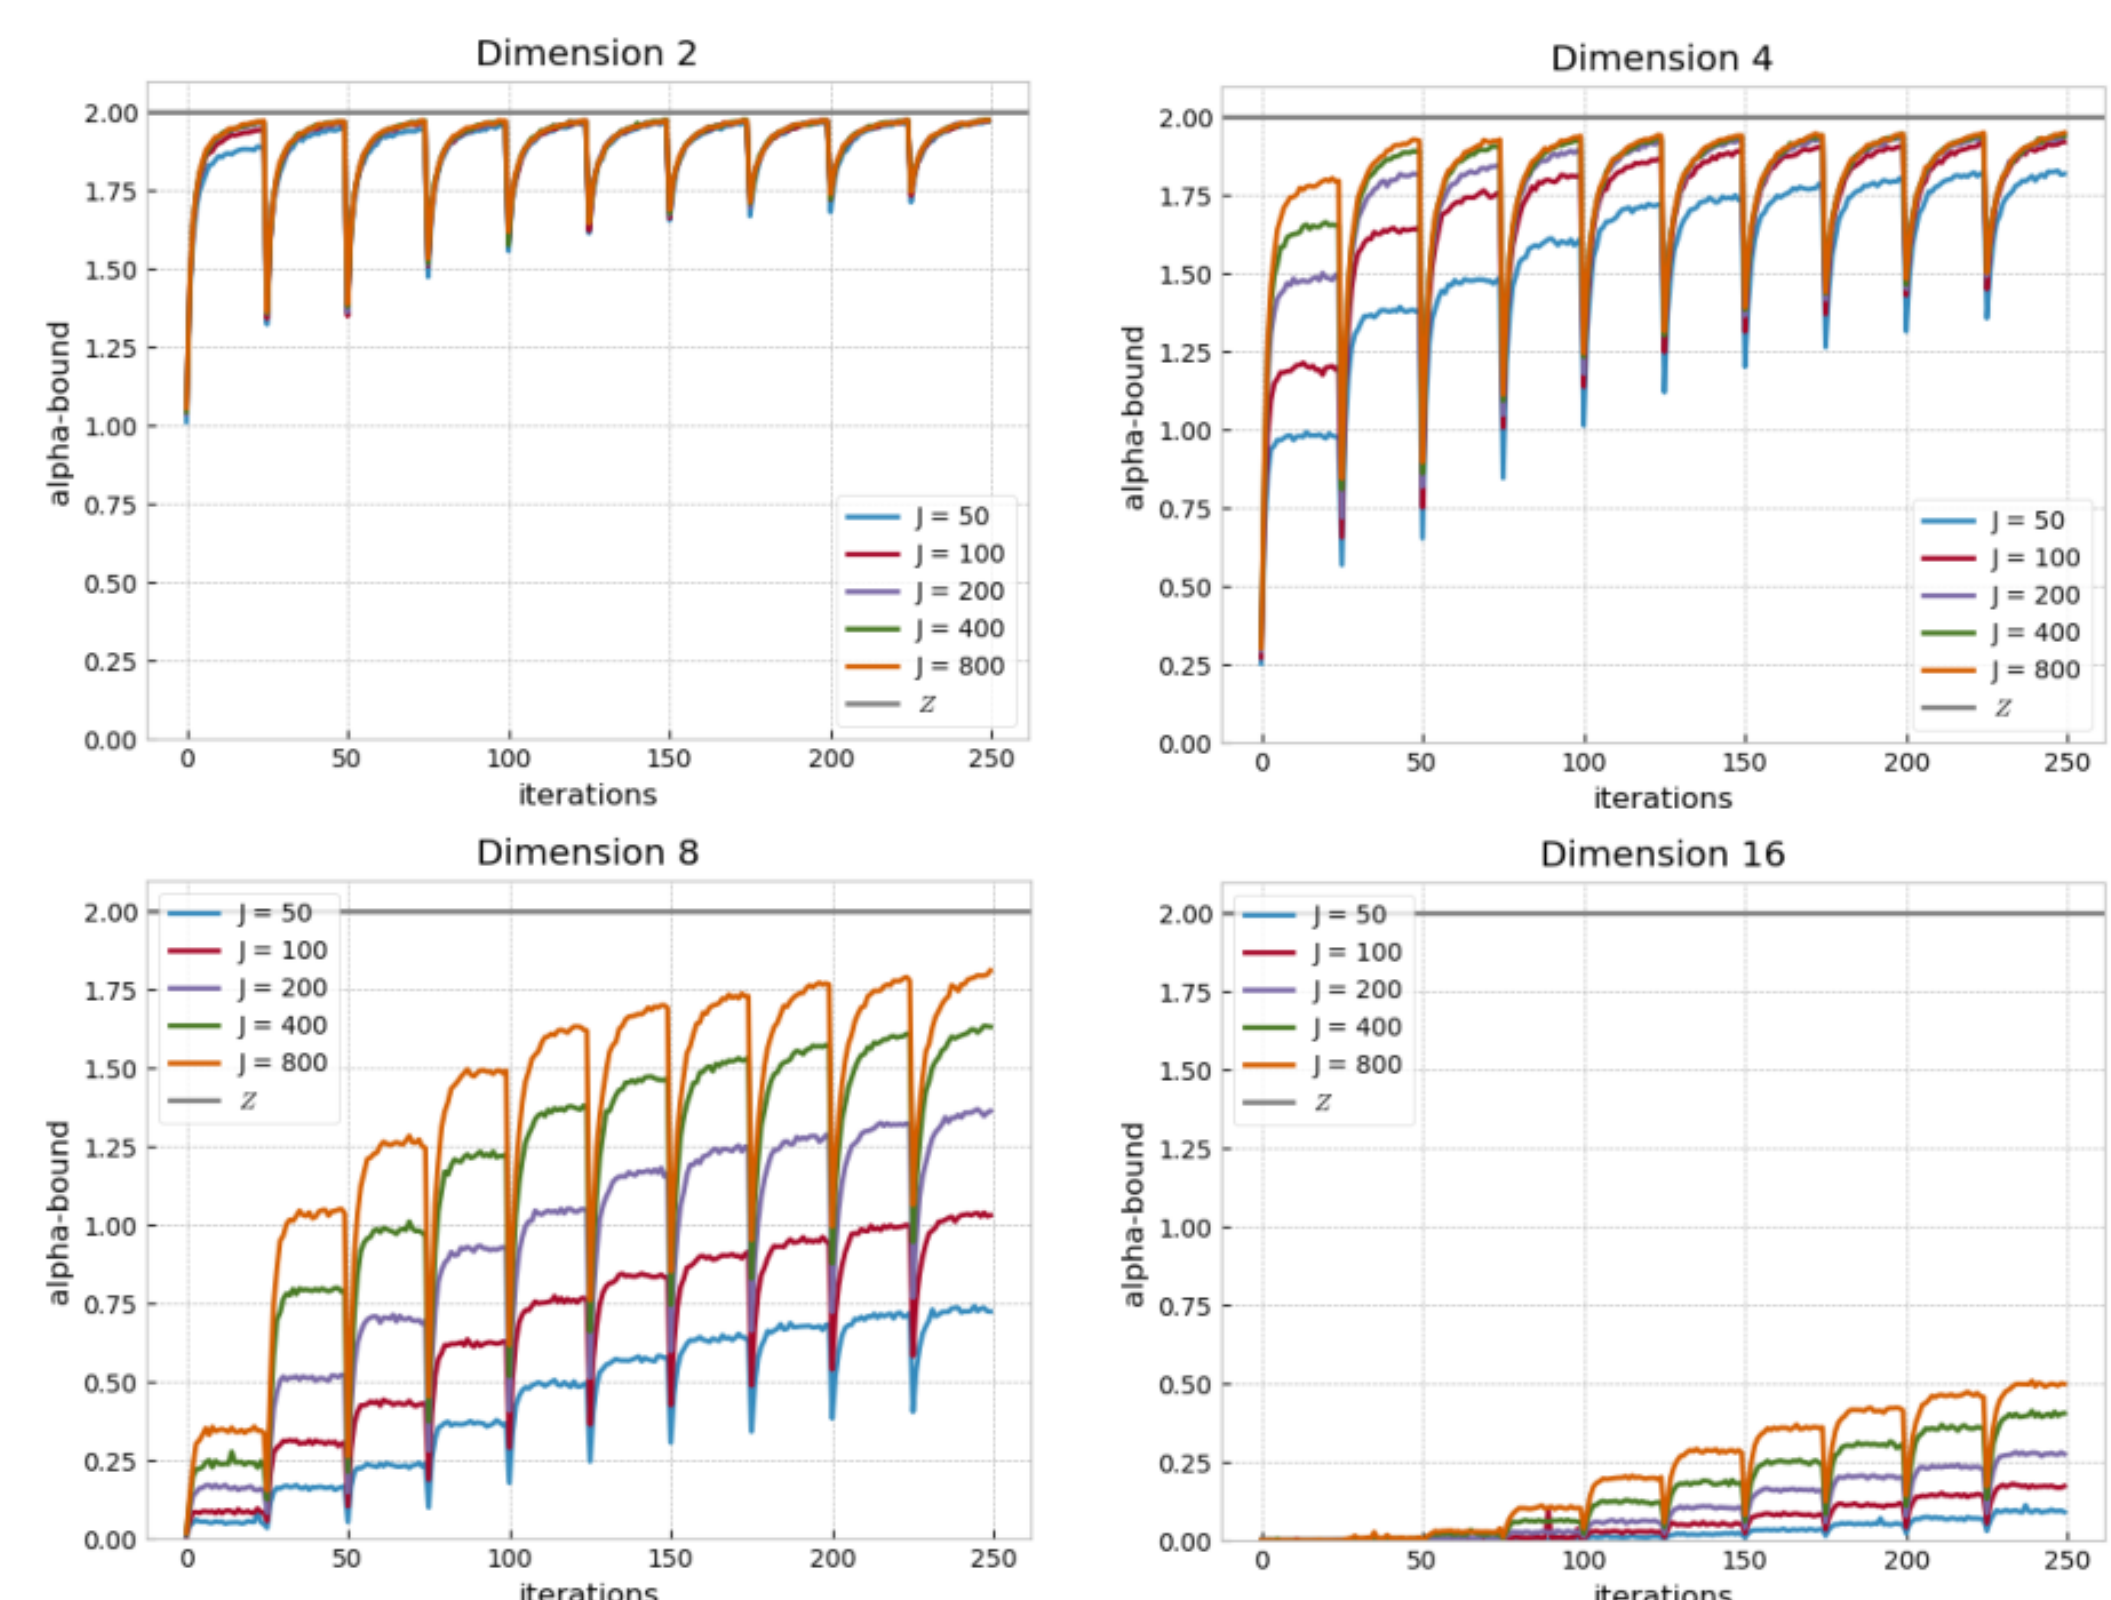 Dimension 2
2.00
1.75
1.50
1.25
1.00
0.75
0.50
0.25
0.00
alpha-bound
J = 50
J = 100
J = 200
J = 400
J = 800
Z
0 50 100 150 200 250
iterations
Dimension 4
2.00
1.75
1.50
1.25
1.00
0.75
0.50
0.25
0.00
alpha-bound
J = 50
J = 100
J = 200
J = 400
J = 800
Z
0 50 100 150 200 250
iterations
Dimension 8
2.00
1.75
1.50
1.25
1.00
0.75
0.50
0.25
0.00
alpha-bound
J = 50
J = 100
J = 200
J = 400
J = 800
Z
0 50 100 150 200 250
iterations
Dimension 16
2.00
1.75
1.50
1.25
1.00
0.75
0.50
0.25
0.00
alpha-bound
J = 50
J = 100
J = 200
J = 400
J = 800
Z
0 50 100 150 200 250
iterations